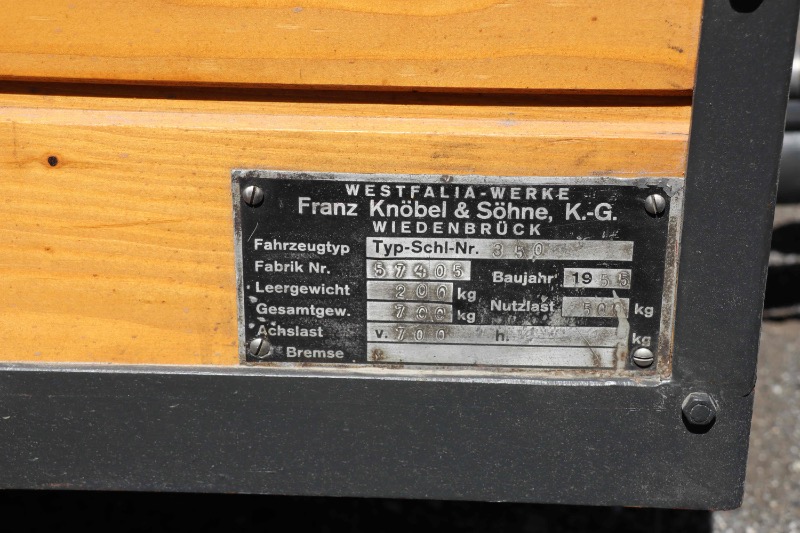 WESTFALIA-WERKE
Franz Knöbel & Söhne, K.-G.
WIEDENBRÜCK
Fahrzeugtyp Typ-Schl-Nr. 350
Fabrik Nr. 57405 Baujahr 1955
Leergewicht 200 kg Nutzlast 500 kg
Gesamtgew. 700 kg
Achslast v. 700 h. kg
Bremse